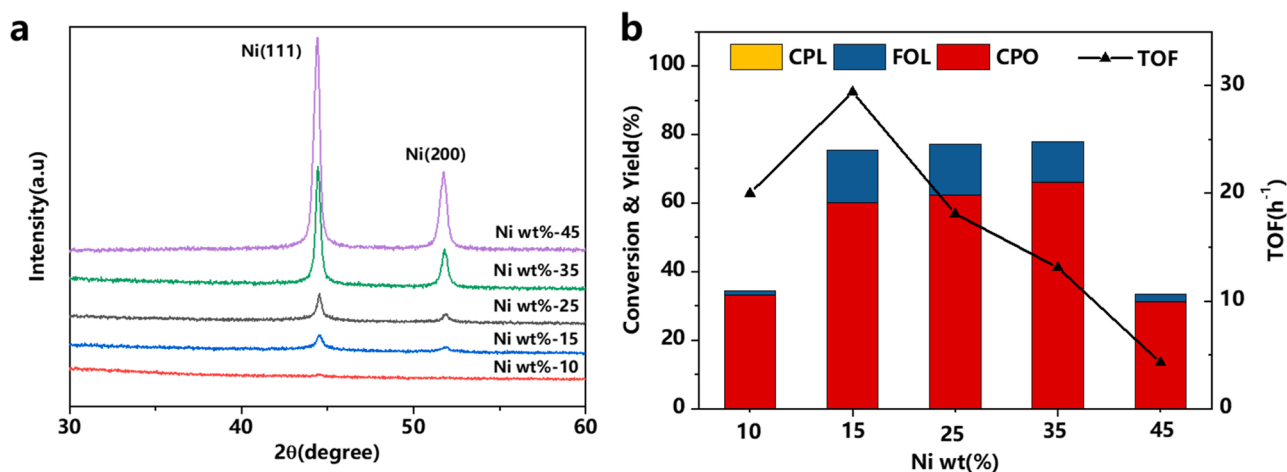 a
Intensity(a.u)
Ni(111)
Ni(200)
Ni wt%-45
Ni wt%-35
Ni wt%-25
Ni wt%-15
Ni wt%-10
30 40 50 60
2θ(degree)
b
Conversion & Yield(%)
100
80
60
40
20
0
CPL FOL CPO TOF
30
20
10
0
TOF(h⁻¹)
10 15 25 35 45
Ni wt(%)